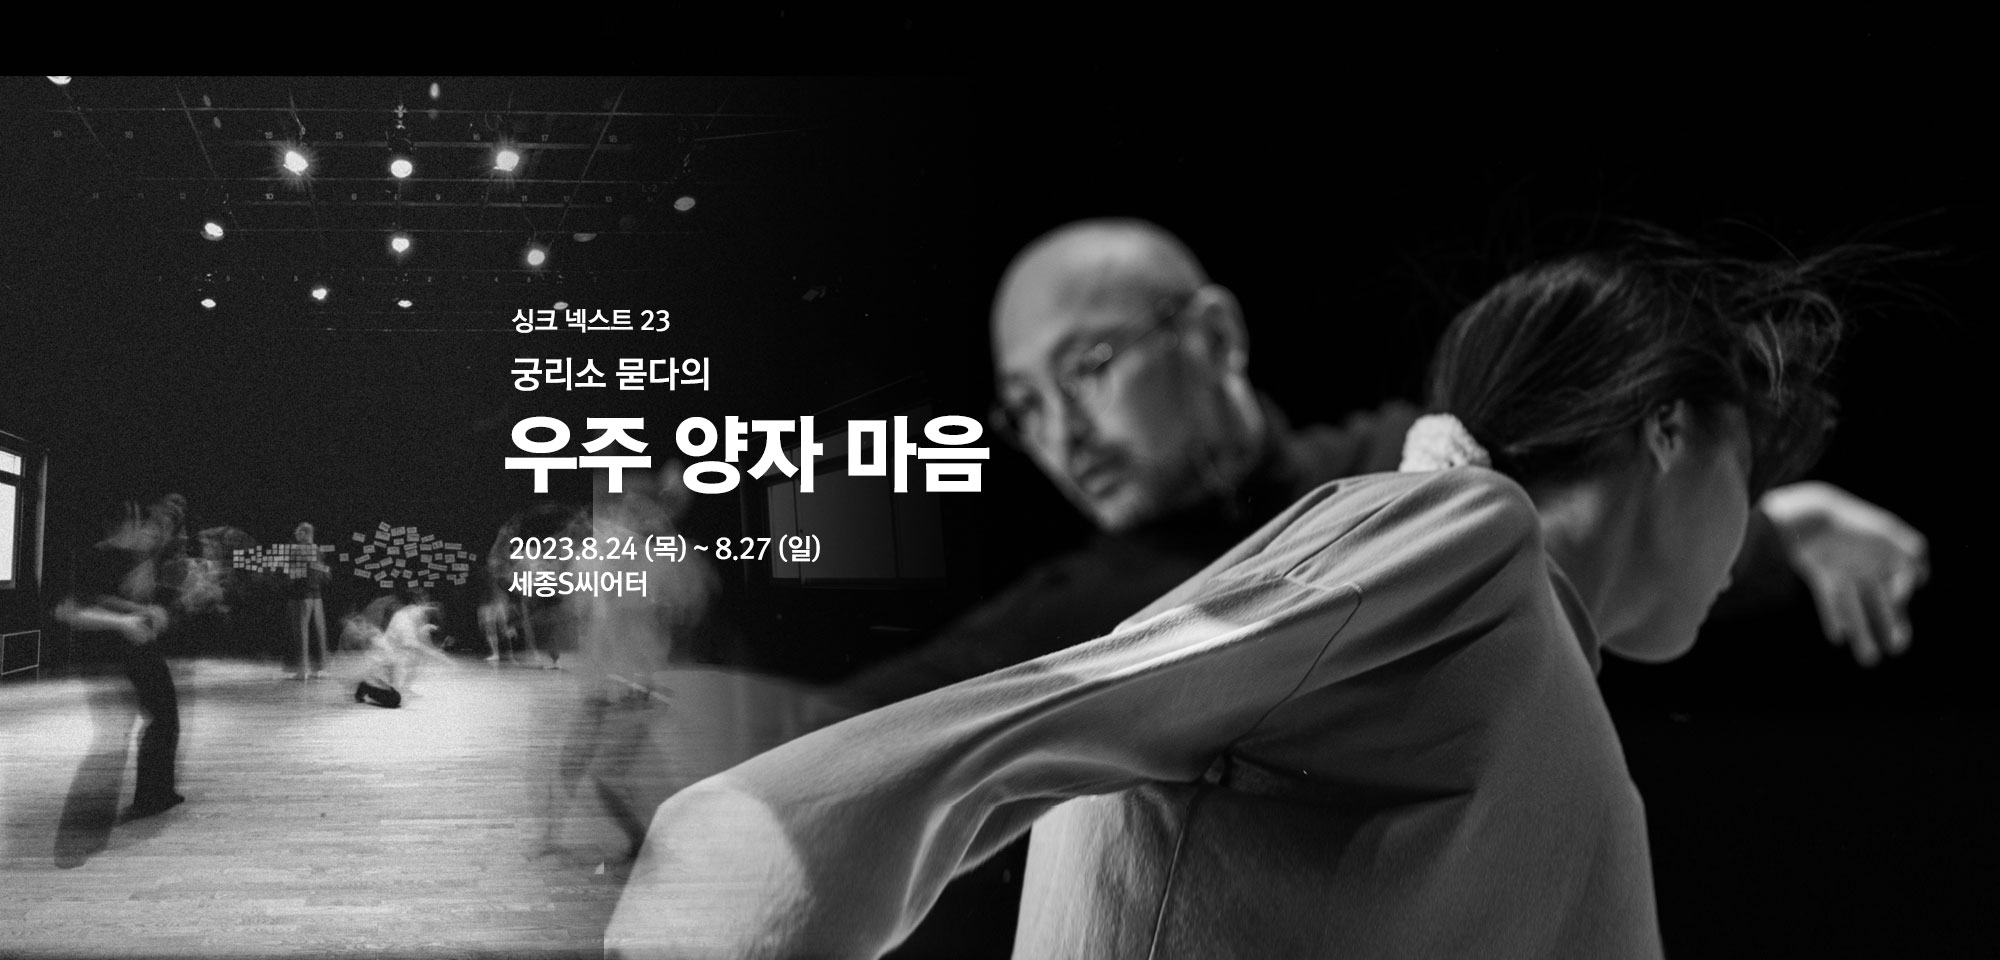 싱크 넥스트 23
궁리소 묻다의
우주 양자 마음
2023.8.24 (목) ~ 8.27 (일)
세종S씨어터